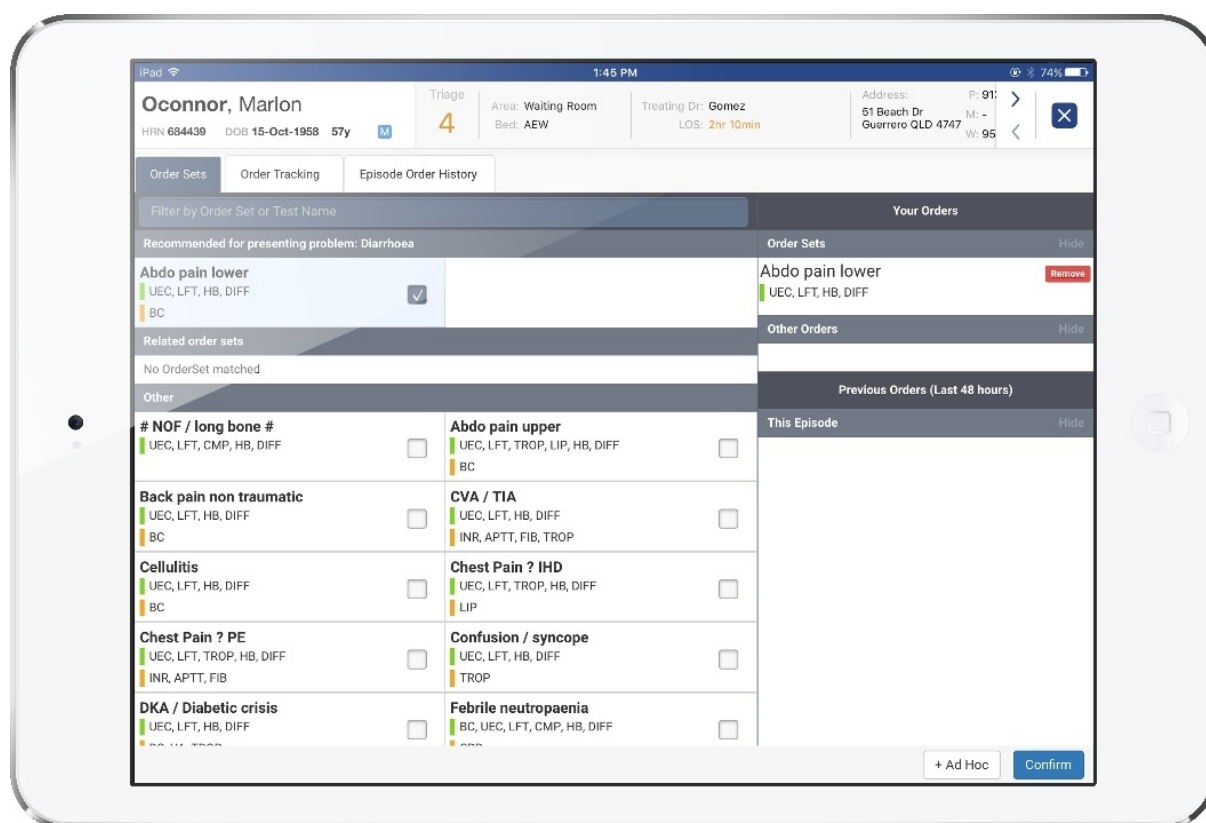 iPad
1:45 PM
74%
Oconnor, Marlon
HRN 684439 DOB 15-Oct-1958 57y M
Triage
4
Area: Waiting Room
Bed: AEW
Treating Dr: Gomez
LOS: 2hr 10min
Address:
51 Beach Dr
Guerrero QLD 4747
P: 91
M: -
W: 95
Order Sets
Order Tracking
Episode Order History
Filter by Order Set or Test Name
Recommended for presenting problem: Diarrhoea
Abdo pain lower
UEC, LFT, HB, DIFF
BC
Related order sets
No OrderSet matched
Other
# NOF / long bone #
UEC, LFT, CMP, HB, DIFF
Abdo pain upper
UEC, LFT, TROP, LIP, HB, DIFF
BC
Back pain non traumatic
UEC, LFT, HB, DIFF
BC
CVA / TIA
UEC, LFT, HB, DIFF
INR, APTT, FIB, TROP
Cellulitis
UEC, LFT, HB, DIFF
BC
Chest Pain ? IHD
UEC, LFT, TROP, HB, DIFF
LIP
Chest Pain ? PE
UEC, LFT, TROP, HB, DIFF
INR, APTT, FIB
Confusion / syncope
UEC, LFT, HB, DIFF
TROP
DKA / Diabetic crisis
UEC, LFT, HB, DIFF
Febrile neutropaenia
BC, UEC, LFT, CMP, HB, DIFF
Your Orders
Order Sets Hide
Abdo pain lower
Remove
UEC, LFT, HB, DIFF
Other Orders Hide
Previous Orders (Last 48 hours)
This Episode Hide
+ Ad Hoc
Confirm